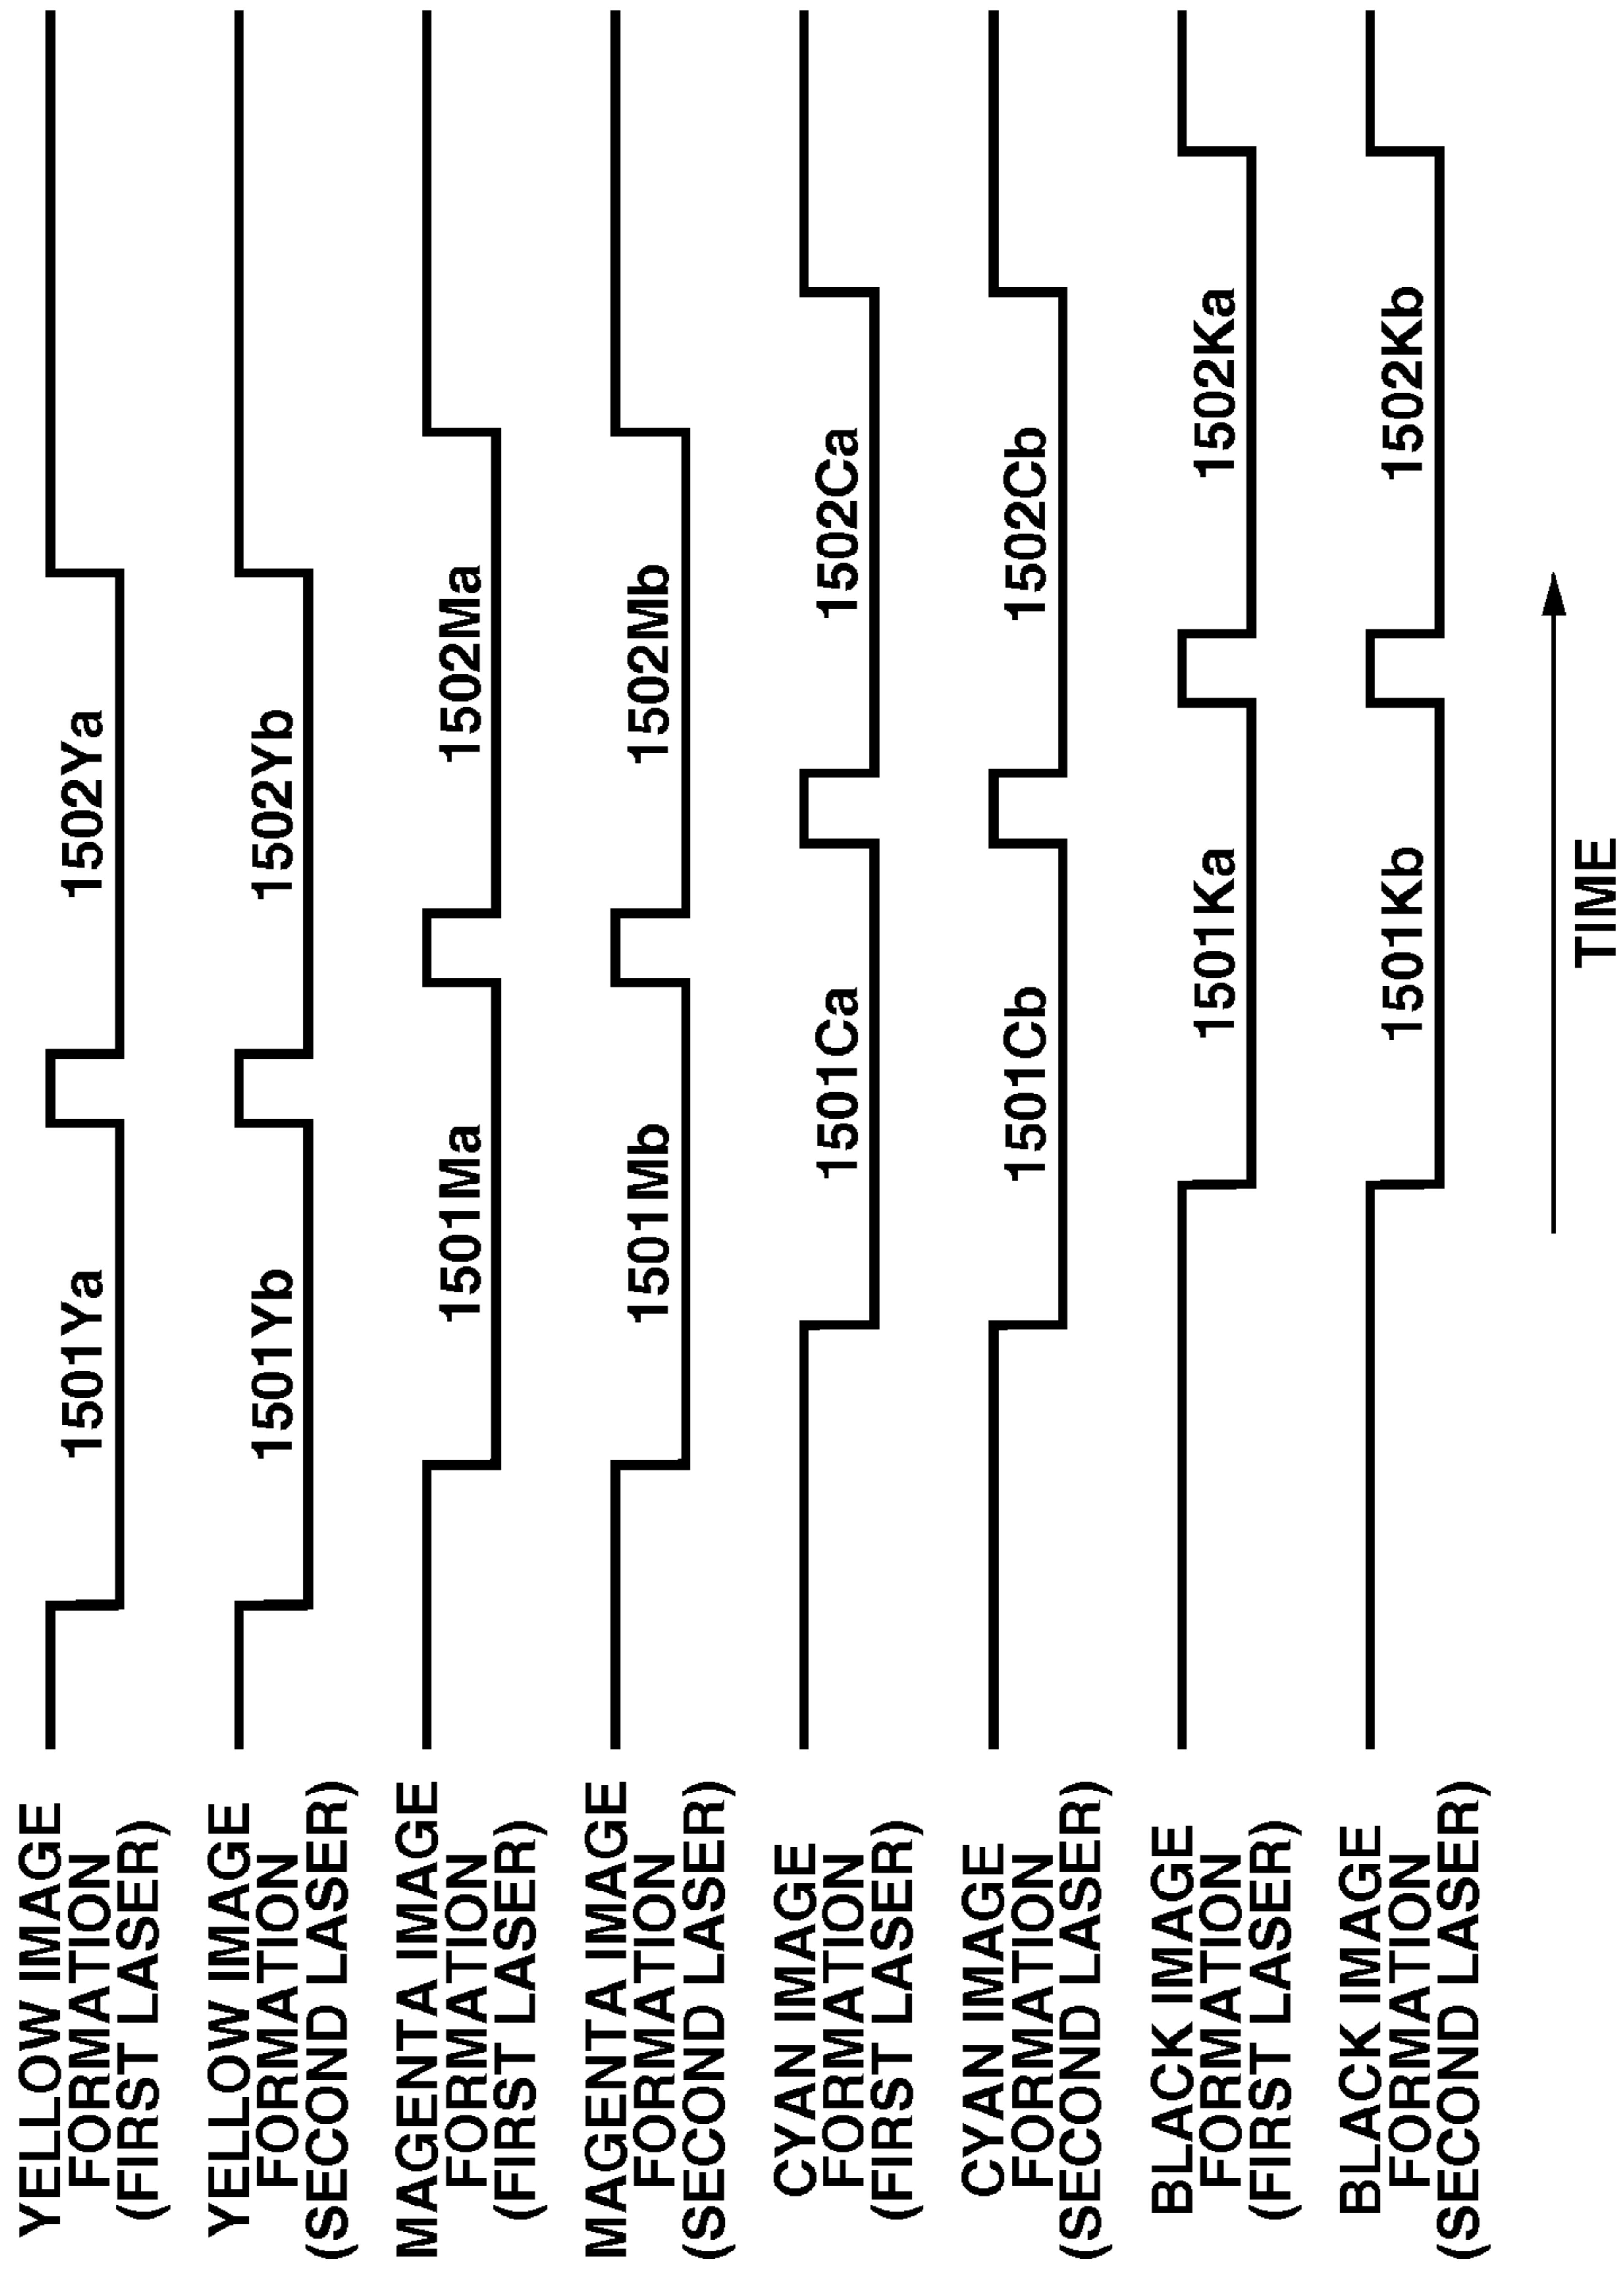 YELLOW IMAGE
FORMATION
(FIRST LASER)
1501Ya
1502Ya
YELLOW IMAGE
FORMATION
(SECOND LASER)
1501Yb
1502Yb
MAGENTA IMAGE
FORMATION
(FIRST LASER)
1501Ma
1502Ma
MAGENTA IMAGE
FORMATION
(SECOND LASER)
1501Mb
1502Mb
CYAN IMAGE
FORMATION
(FIRST LASER)
1501Ca
1502Ca
CYAN IMAGE
FORMATION
(SECOND LASER)
1501Cb
1502Cb
BLACK IMAGE
FORMATION
(FIRST LASER)
1501Ka
1502Ka
BLACK IMAGE
FORMATION
(SECOND LASER)
1501Kb
1502Kb
TIME